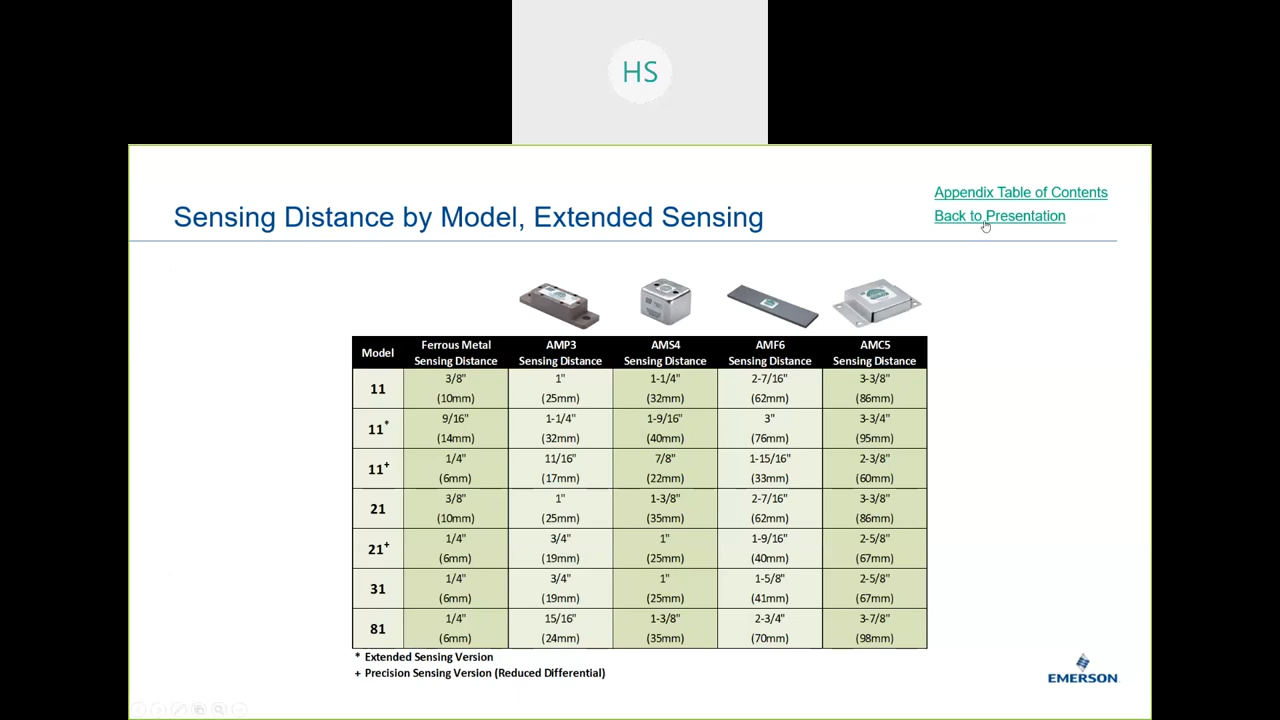 HS
Appendix Table of Contents
Sensing Distance by Model, Extended Sensing
Back to Presentation
Model Ferrous Metal Sensing Distance AMP3 Sensing Distance AMS4 Sensing Distance AMF6 Sensing Distance AMC5 Sensing Distance
11 3/8" (10mm) 1" (25mm) 1-1/4" (32mm) 2-7/16" (62mm) 3-3/8" (86mm)
11* 9/16" (14mm) 1-1/4" (32mm) 1-9/16" (40mm) 3" (76mm) 3-3/4" (95mm)
11+ 1/4" (6mm) 11/16" (17mm) 7/8" (22mm) 1-15/16" (33mm) 2-3/8" (60mm)
21 3/8" (10mm) 1" (25mm) 1-3/8" (35mm) 2-7/16" (62mm) 3-3/8" (86mm)
21+ 1/4" (6mm) 3/4" (19mm) 1" (25mm) 1-9/16" (40mm) 2-5/8" (67mm)
31 1/4" (6mm) 3/4" (19mm) 1" (25mm) 1-5/8" (41mm) 2-5/8" (67mm)
81 1/4" (6mm) 15/16" (24mm) 1-3/8" (35mm) 2-3/4" (70mm) 3-7/8" (98mm)
* Extended Sensing Version
+ Precision Sensing Version (Reduced Differential)
EMERSON